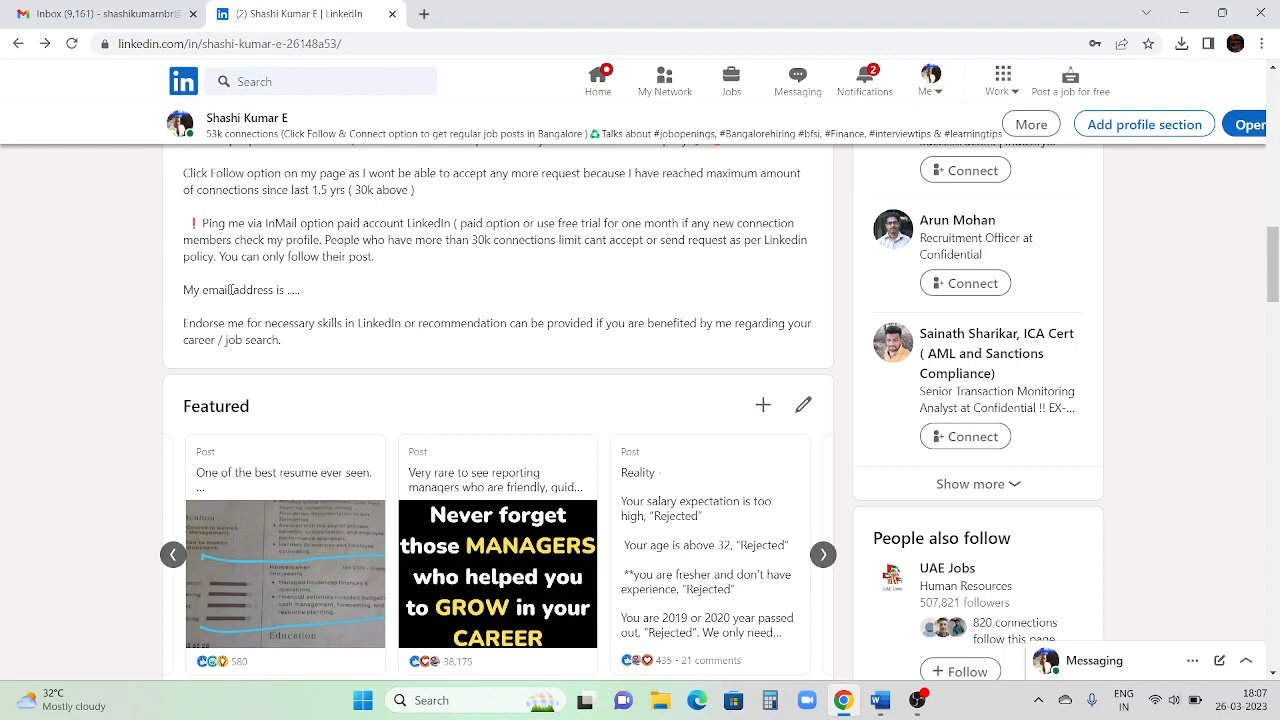 Inbox (9,161) - shashikumarbr@
(2) Shashi Kumar E | LinkedIn
linkedin.com/in/shashi-kumar-e-26148a53/
in
Search
Home
My Network
Jobs
Messaging
2
Notifications
Me
Work
Post a job for free
Shashi Kumar E
53k connections (Click Follow & Connect option to get regular job posts in Bangalore ) Talks about #jobopenings, #Bangalorehiring #bfsi, #Finance, #interviewtips & #learningtips
More
Add profile section
Open
Click Follow option on my page as I wont be able to accept any more request because I have reached maximum amount
of connections since last 1.5 yrs ( 30k above )
❗ Ping me via InMail option paid account LinkedIn ( paid option or use free trial for one month if any new connection
members check my profile. People who have more than 30k connections limit cant accept or send request as per Linkedin
policy. You can only follow their post.
My email address is .....
Endorse me for necessary skills in LinkedIn or recommendation can be provided if you are benefited by me regarding your
career / job search.
Featured
Post
One of the best resume ever seen.
...
Homemaker
/Housewife
Education
580
Post
Very rare to see reporting
managers who are friendly, guid...
Never forget
those MANAGERS
who helped you
to GROW in your
CAREER
38,175
Post
Reality -
Your salary expectation is too
high, "Rejected"
"Your age is above 35, "Rejected"
"you are fresher and don't have
experience, "Rejected"
You are 2019 or 2020 year passed
out "Rejected". We only need...
435 · 21 comments
Connect
Arun Mohan
Recruitment Officer at
Confidential
Connect
Sainath Sharikar, ICA Cert
( AML and Sanctions
Compliance)
Senior Transaction Monitoring
Analyst at Confidential !! EX-...
Connect
Show more
People also follow
UAE Jobs
Human Resources
507,821 followers
820 connections
follow this page
+ Follow
Messaging
32°C
Mostly cloudy
Search
ENG
IN
18:07
26-03-2023